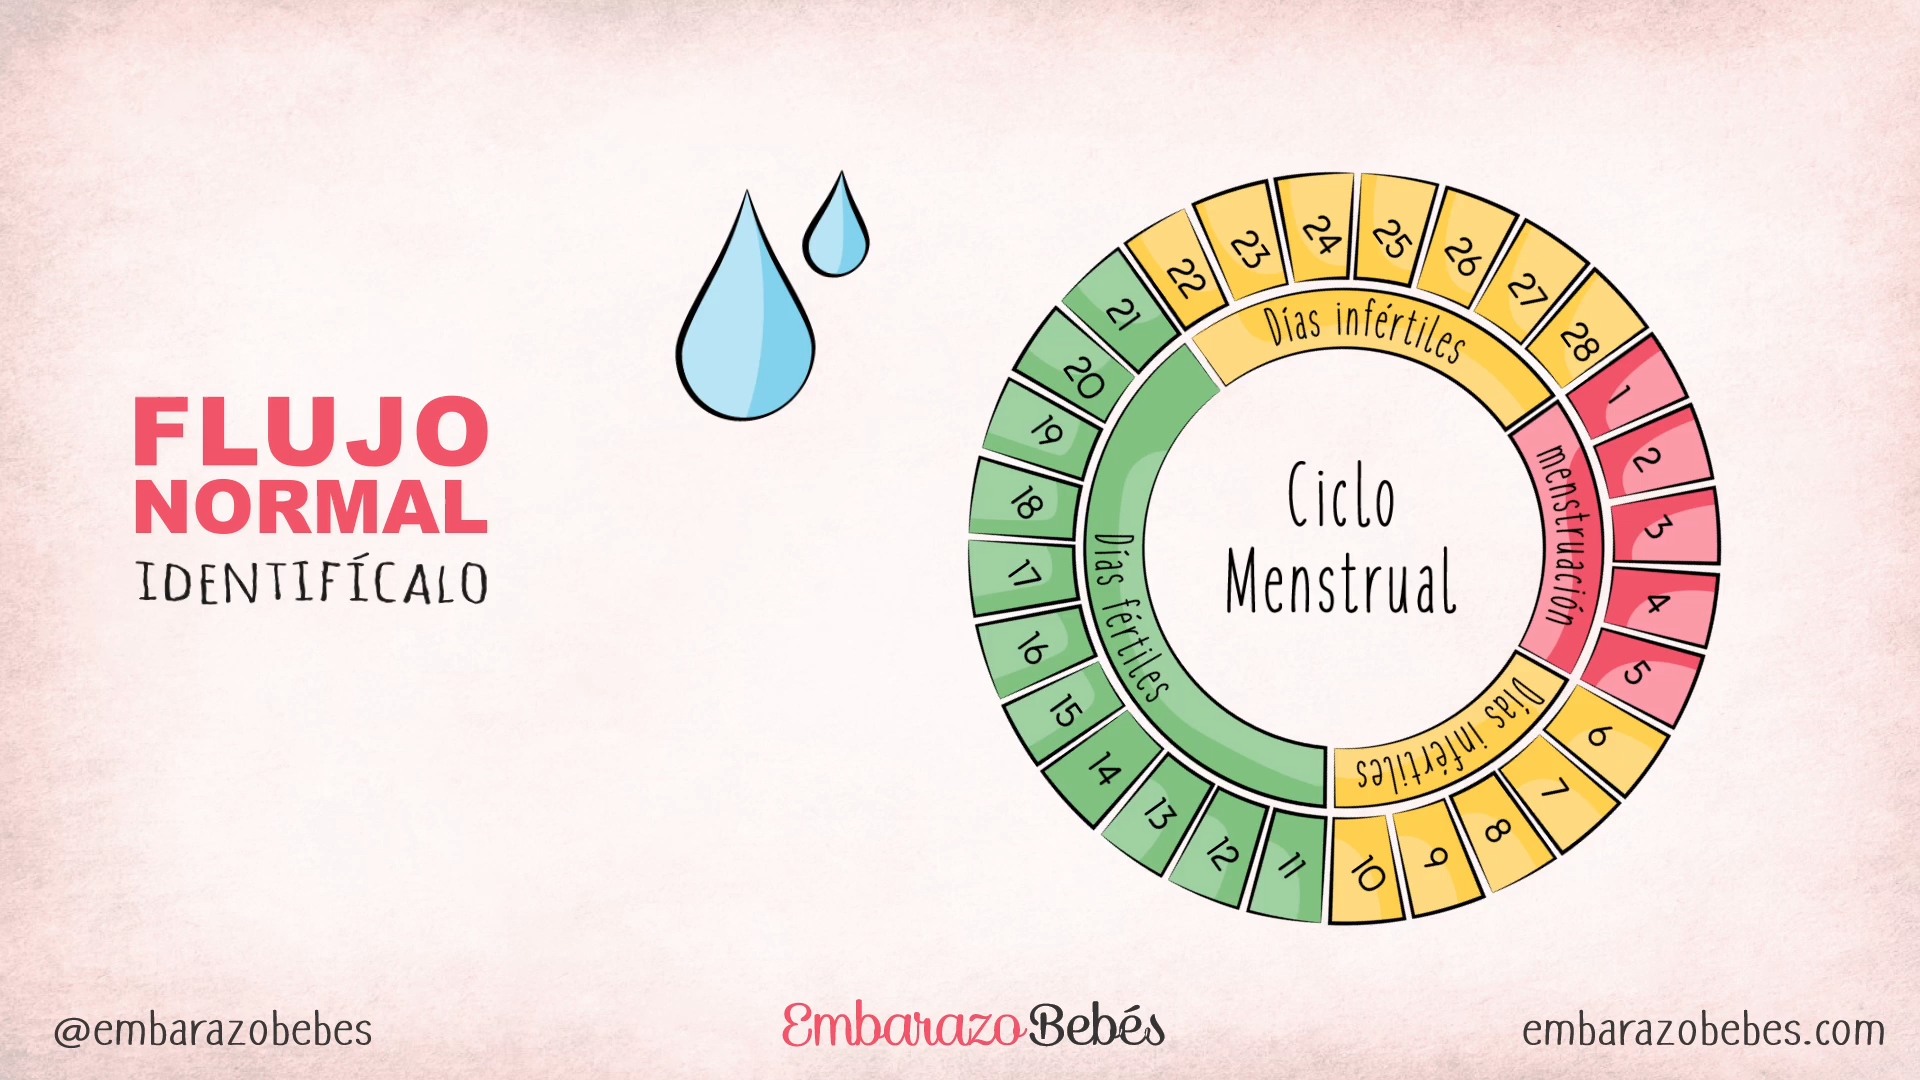 FLUJO
NORMAL
IDENTIFÍCALO
Ciclo
Menstrual
menstruación
Días infértiles
Días fértiles
Días infértiles
1
2
3
4
5
6
7
8
9
10
11
12
13
14
15
16
17
18
19
20
21
22
23
24
25
26
27
28
@embarazobebes
EmbarazoBebés
embarazobebes.com